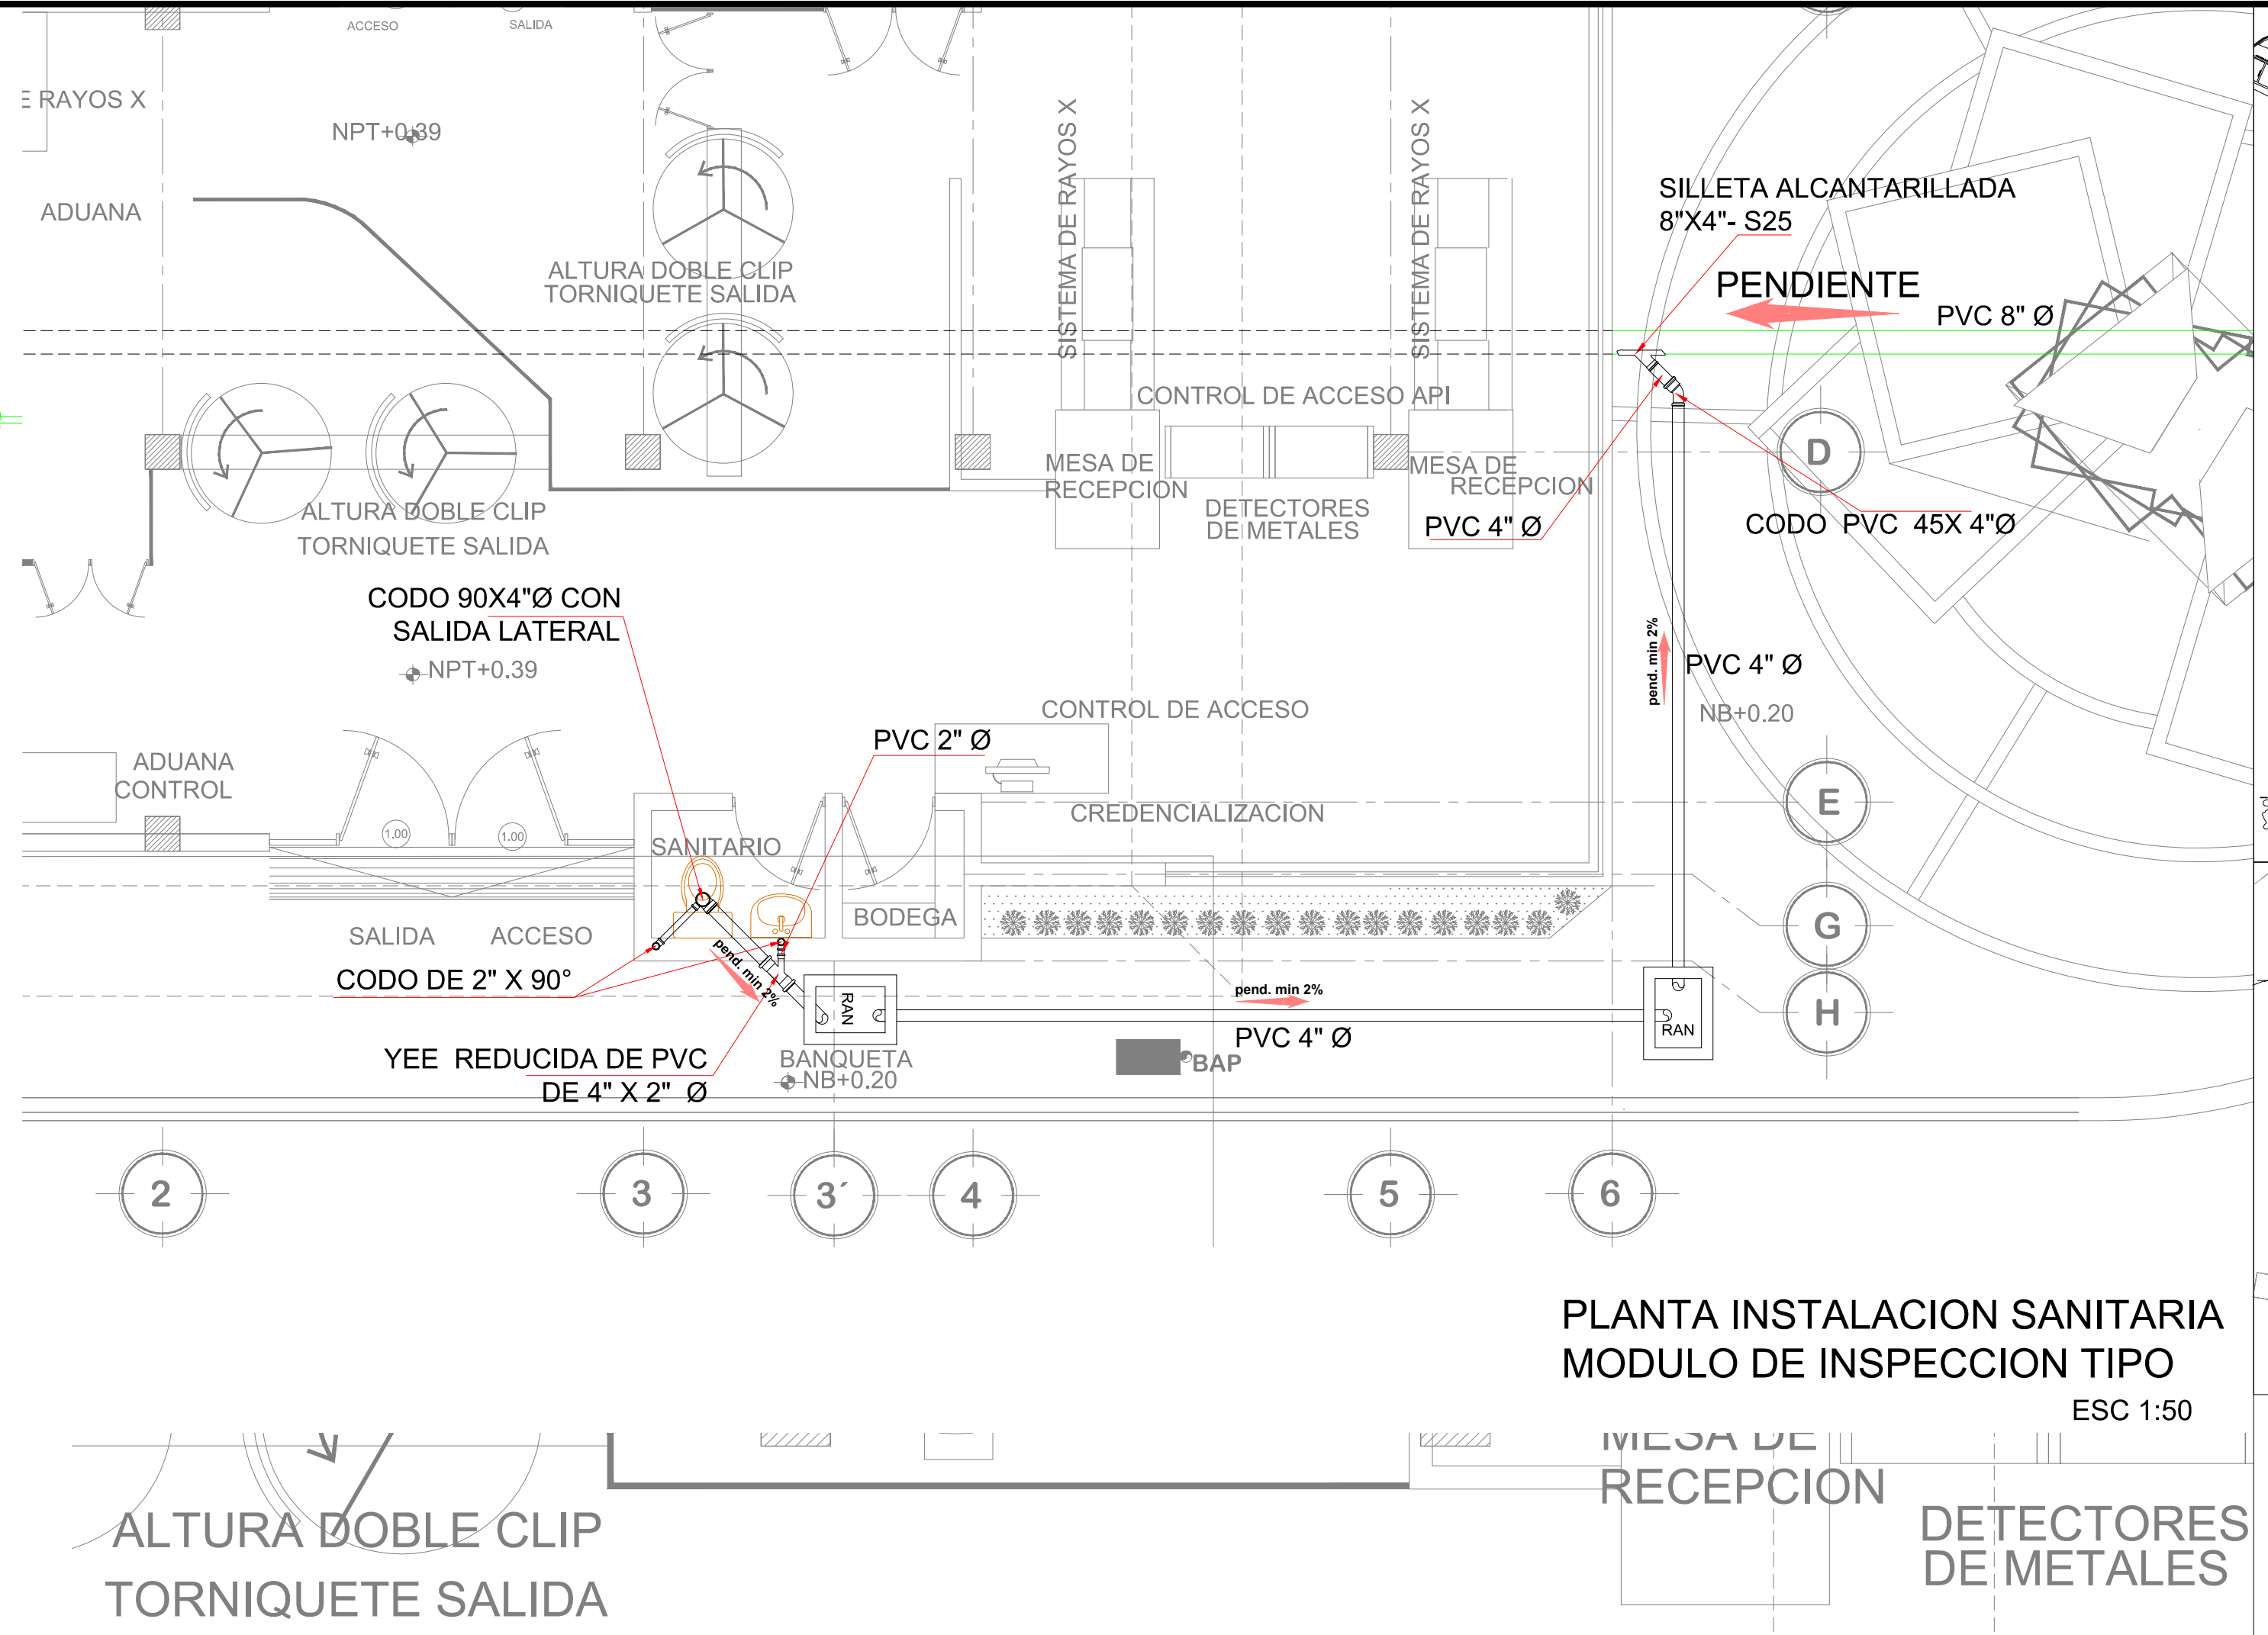 ACCESO
SALIDA
E RAYOS X
NPT+0.39
ADUANA
ALTURA DOBLE CLIP
TORNIQUETE SALIDA
SISTEMA DE RAYOS X
SISTEMA DE RAYOS X
SILLETA ALCANTARILLADA
8"X4"- S25
PENDIENTE
PVC 8" Ø
CONTROL DE ACCESO API
MESA DE
RECEPCION
DETECTORES
DE METALES
MESA DE
RECEPCION
PVC 4" Ø
D
CODO PVC 45X 4"Ø
ALTURA DOBLE CLIP
TORNIQUETE SALIDA
CODO 90X4"Ø CON
SALIDA LATERAL
NPT+0.39
pend. min 2%
PVC 4" Ø
NB+0.20
CONTROL DE ACCESO
PVC 2" Ø
ADUANA
CONTROL
1.00
1.00
SANITARIO
CREDENCIALIZACION
E
BODEGA
G
SALIDA
ACCESO
CODO DE 2" X 90°
pend. min 2%
RAN
pend. min 2%
PVC 4" Ø
RAN
H
YEE REDUCIDA DE PVC
DE 4" X 2" Ø
BANQUETA
NB+0.20
BAP
2
3
3´
4
5
6
PLANTA INSTALACION SANITARIA
MODULO DE INSPECCION TIPO
ESC 1:50
MESA DE
RECEPCION
ALTURA DOBLE CLIP
TORNIQUETE SALIDA
DETECTORES
DE METALES